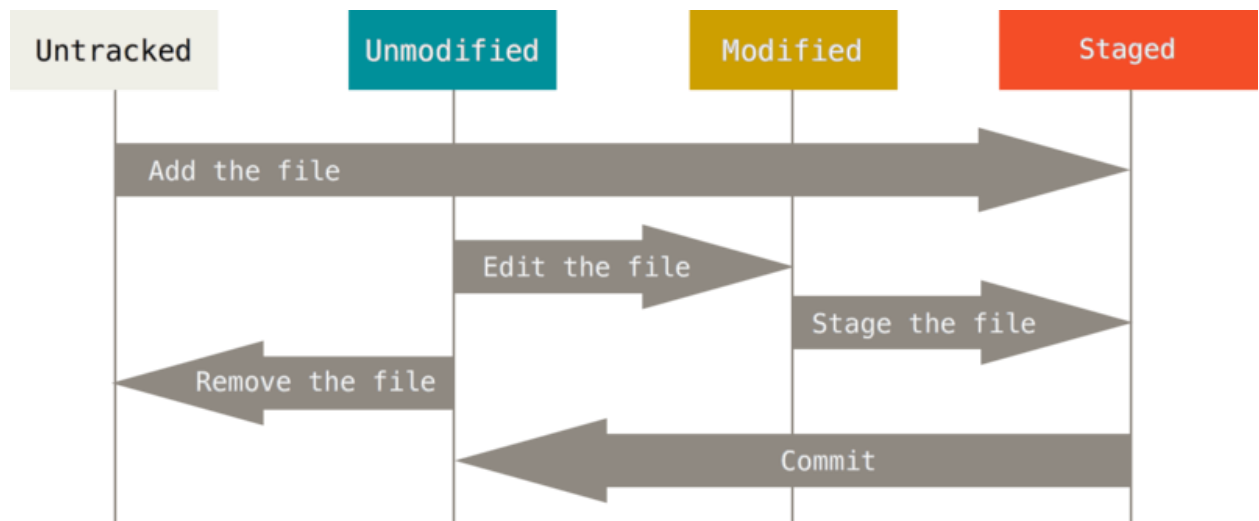 Untracked
Unmodified
Modified
Staged
Add the file
Edit the file
Stage the file
Remove the file
Commit